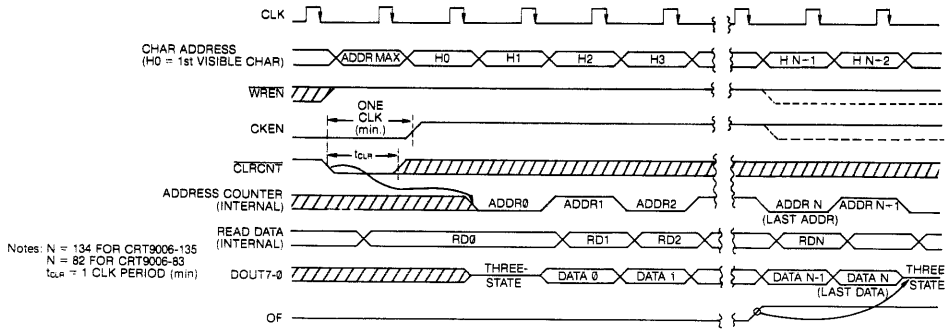 CLK
CHAR ADDRESS
(H0 = 1st VISIBLE CHAR)
ADDR MAX H0 H1 H2 H3 H N-1 H N-2
WREN
ONE
CLK
(min.)
CKEN
tCLR
CLRCNT
ADDRESS COUNTER
(INTERNAL)
ADDR0 ADDR1 ADDR2 ADDR N ADDR N+1
(LAST ADDR)
READ DATA
(INTERNAL)
RD0 RD1 RD2 RDN
Notes: N = 134 FOR CRT9006-135
N = 82 FOR CRT9006-83
tCLR = 1 CLK PERIOD (min)
DOUT7-0
THREE-
STATE
DATA 0 DATA 1 DATA N-1 DATA N
(LAST DATA)
THREE
STATE
OF